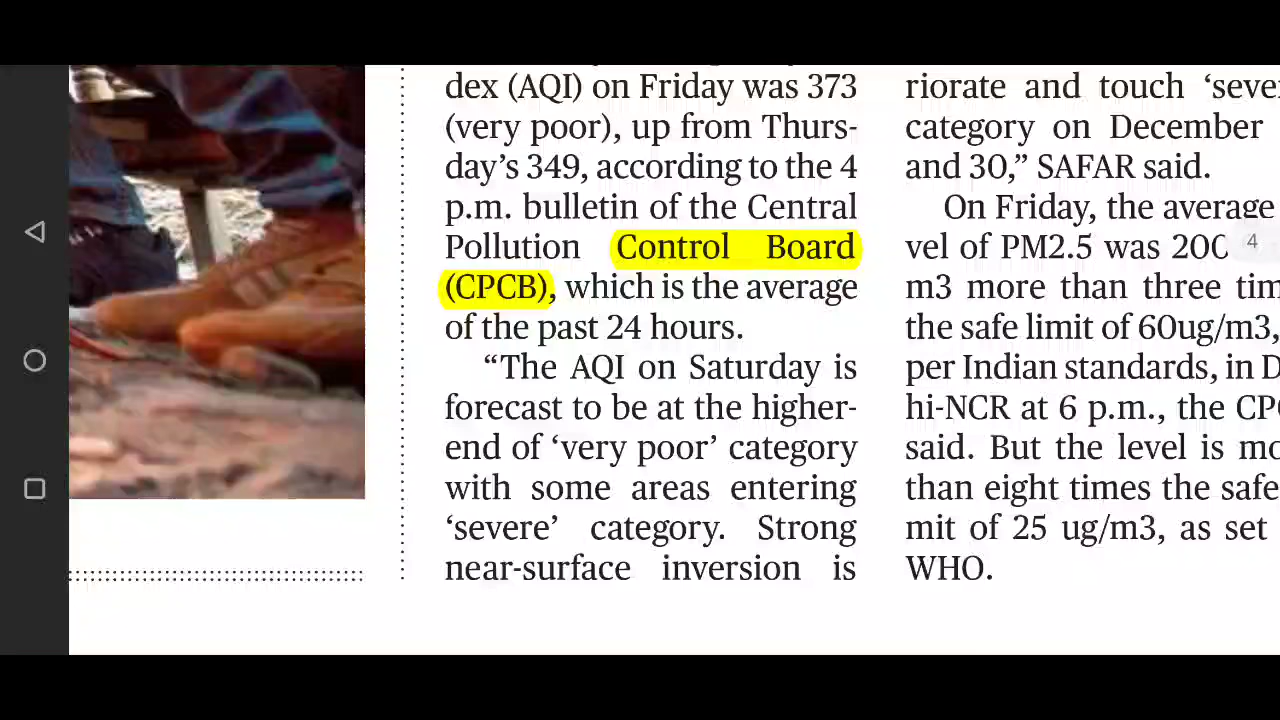 dex (AQI) on Friday was 373
(very poor), up from Thurs-
day's 349, according to the 4
p.m. bulletin of the Central
Pollution Control Board
(CPCB), which is the average
of the past 24 hours.
“The AQI on Saturday is
forecast to be at the higher-
end of ‘very poor’ category
with some areas entering
‘severe’ category. Strong
near-surface inversion is
riorate and touch ‘seve
category on December
and 30,” SAFAR said.
On Friday, the average
vel of PM2.5 was 200
m3 more than three tim
the safe limit of 60ug/m3,
per Indian standards, in D
hi-NCR at 6 p.m., the CPC
said. But the level is mo
than eight times the safe
mit of 25 ug/m3, as set
WHO.
4